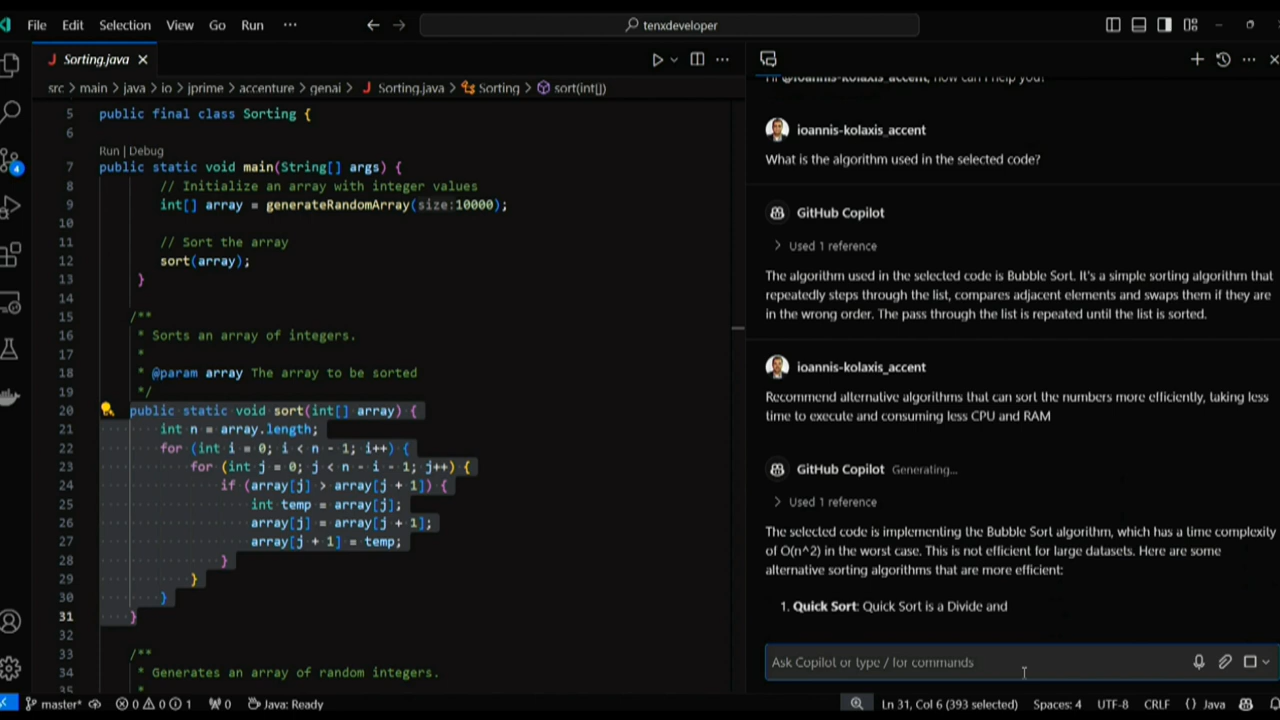 File Edit Selection View Go Run ···
tenxdeveloper
Sorting.java
src > main > java > io > jprime > accenture > genai > Sorting.java > Sorting > sort(int[])
5 public final class Sorting {
6
Run | Debug
7 public static void main(String[] args) {
8 // Initialize an array with integer values
9 int[] array = generateRandomArray(size:10000);
10
11 // Sort the array
12 sort(array);
13 }
14
15 /**
16 * Sorts an array of integers.
17 *
18 * @param array The array to be sorted
19 */
20 public static void sort(int[] array) {
21 int n = array.length;
22 for (int i = 0; i < n - 1; i++) {
23 for (int j = 0; j < n - i - 1; j++) {
24 if (array[j] > array[j + 1]) {
25 int temp = array[j];
26 array[j] = array[j + 1];
27 array[j + 1] = temp;
28 }
29 }
30 }
31 }
32
33 /**
34 * Generates an array of random integers.
35 *
4
Hi @ioannis-kolaxis_accent, how can I help you?
ioannis-kolaxis_accent
What is the algorithm used in the selected code?
GitHub Copilot
> Used 1 reference
The algorithm used in the selected code is Bubble Sort. It's a simple sorting algorithm that
repeatedly steps through the list, compares adjacent elements and swaps them if they are
in the wrong order. The pass through the list is repeated until the list is sorted.
ioannis-kolaxis_accent
Recommend alternative algorithms that can sort the numbers more efficiently, taking less
time to execute and consuming less CPU and RAM
GitHub Copilot Generating...
> Used 1 reference
The selected code is implementing the Bubble Sort algorithm, which has a time complexity
of O(n^2) in the worst case. This is not efficient for large datasets. Here are some
alternative sorting algorithms that are more efficient:
1. Quick Sort: Quick Sort is a Divide and
Ask Copilot or type / for commands
master* 0 0 1 0 Java: Ready Ln 31, Col 6 (393 selected) Spaces: 4 UTF-8 CRLF {} Java